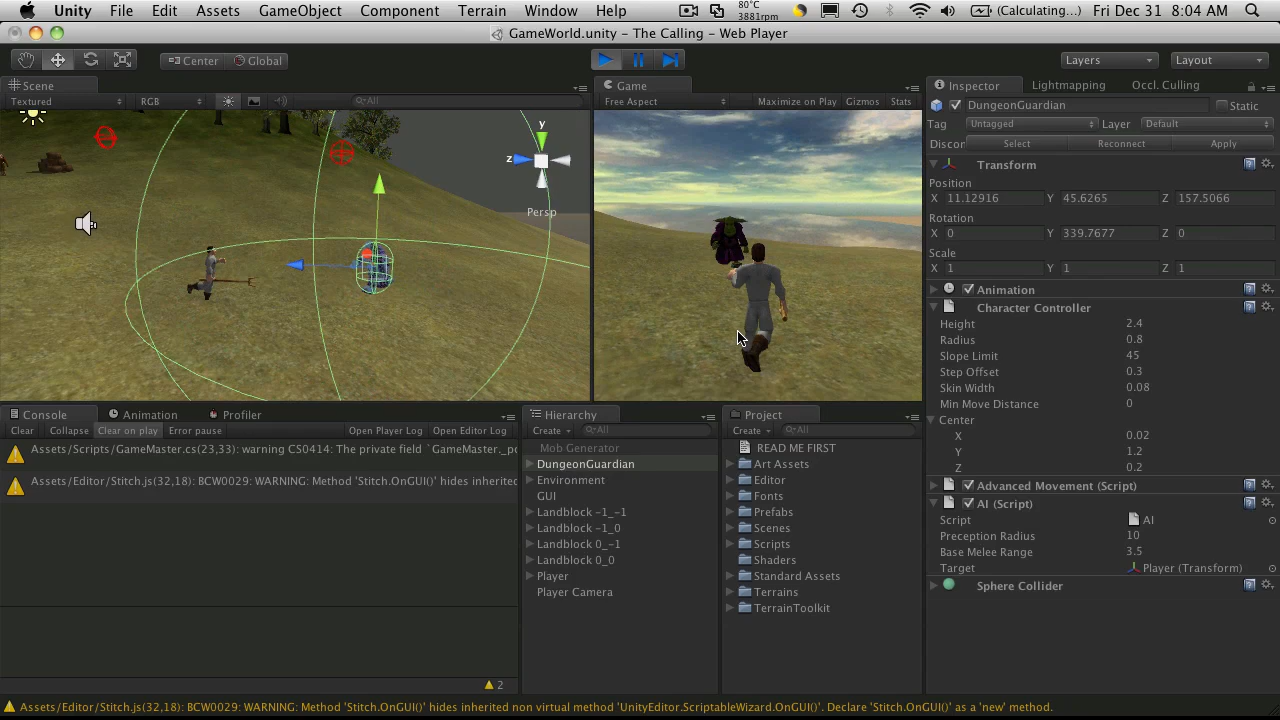 Unity File Edit Assets GameObject Component Terrain Window Help 80°C 3881rpm (Calculating...) Fri Dec 31 8:04 AM
GameWorld.unity – The Calling – Web Player
Center Global Layers Layout
Scene
Textured RGB All
y
z
Persp
Game
Free Aspect Maximize on Play Gizmos Stats
Inspector Lightmapping Occl. Culling
DungeonGuardian Static
Tag Untagged Layer Default
Discon Select Reconnect Apply
Transform
Position
X 11.12916 Y 45.6265 Z 157.5066
Rotation
X 0 Y 339.7677 Z 0
Scale
X 1 Y 1 Z 1
Animation
Character Controller
Height 2.4
Radius 0.8
Slope Limit 45
Step Offset 0.3
Skin Width 0.08
Min Move Distance 0
Center
X 0.02
Y 1.2
Z 0.2
Advanced Movement (Script)
AI (Script)
Script AI
Preception Radius 10
Base Melee Range 3.5
Target Player (Transform)
Sphere Collider
Console Animation Profiler
Clear Collapse Clear on play Error pause Open Player Log Open Editor Log
Assets/Scripts/GameMaster.cs(23,33): warning CS0414: The private field `GameMaster._pc
Assets/Editor/Stitch.js(32,18): BCW0029: WARNING: Method 'Stitch.OnGUI()' hides inherited
2
Hierarchy
Create All
Mob Generator
DungeonGuardian
Environment
GUI
Landblock -1_-1
Landblock -1_0
Landblock 0_-1
Landblock 0_0
Player
Player Camera
Project
Create All
READ ME FIRST
Art Assets
Editor
Fonts
Prefabs
Scenes
Scripts
Shaders
Standard Assets
Terrains
TerrainToolkit
Assets/Editor/Stitch.js(32,18): BCW0029: WARNING: Method 'Stitch.OnGUI()' hides inherited non virtual method 'UnityEditor.ScriptableWizard.OnGUI()'. Declare 'Stitch.OnGUI()' as a 'new' method.